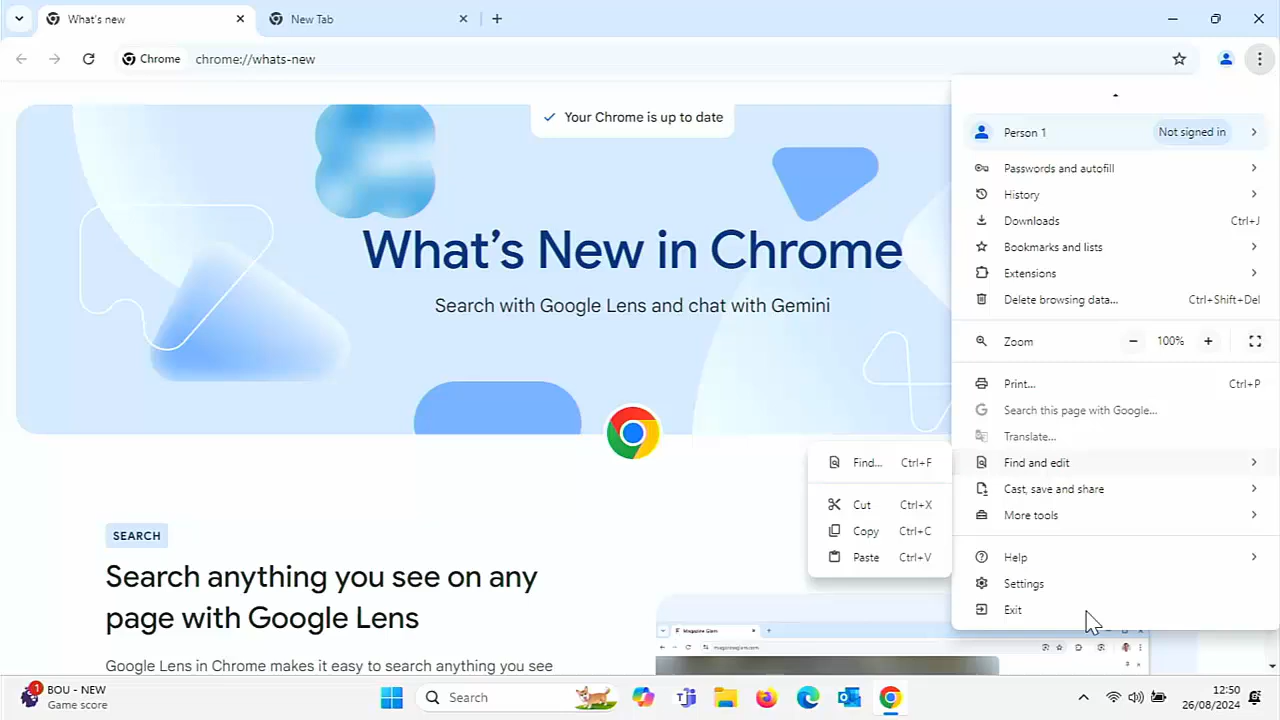 What's new
New Tab
Chrome
chrome://whats-new
Your Chrome is up to date
What's New in Chrome
Search with Google Lens and chat with Gemini
SEARCH
Search anything you see on any
page with Google Lens
Google Lens in Chrome makes it easy to search anything you see
Person 1 Not signed in
Passwords and autofill
History
Downloads Ctrl+J
Bookmarks and lists
Extensions
Delete browsing data... Ctrl+Shift+Del
Zoom 100%
Print... Ctrl+P
Search this page with Google...
Translate...
Find and edit
Cast, save and share
More tools
Help
Settings
Exit
Find... Ctrl+F
Cut Ctrl+X
Copy Ctrl+C
Paste Ctrl+V
Magazine Glam
1
BOU - NEW
Game score
Search
12:50
26/08/2024